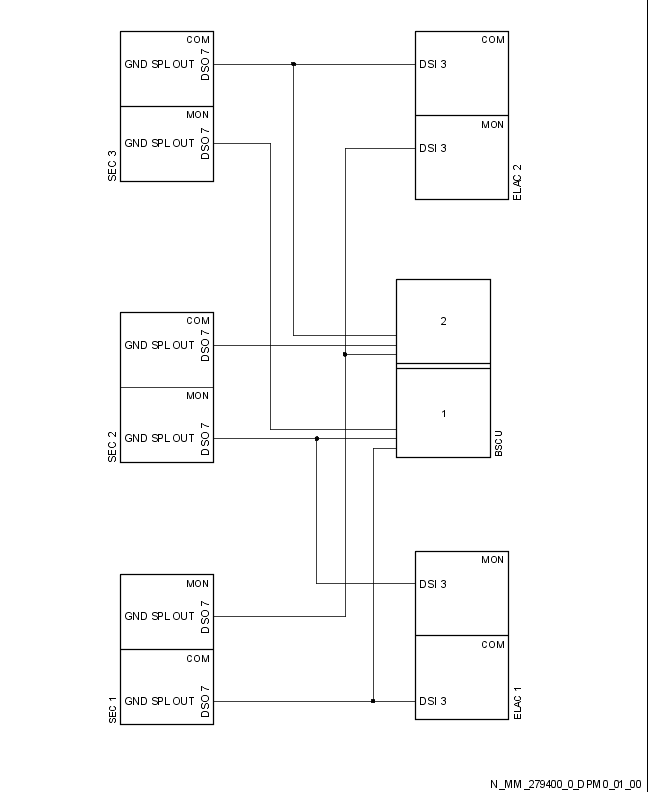 COM
GND SPL OUT
DSO 7
MON
GND SPL OUT
DSO 7
SEC 3
COM
DSI 3
MON
DSI 3
ELAC 2
COM
GND SPL OUT
DSO 7
MON
GND SPL OUT
DSO 7
SEC 2
2
1
BSCU
MON
GND SPL OUT
DSO 7
COM
GND SPL OUT
DSO 7
SEC 1
MON
DSI 3
COM
DSI 3
ELAC 1
N_MM_279400_0_DPM0_01_00